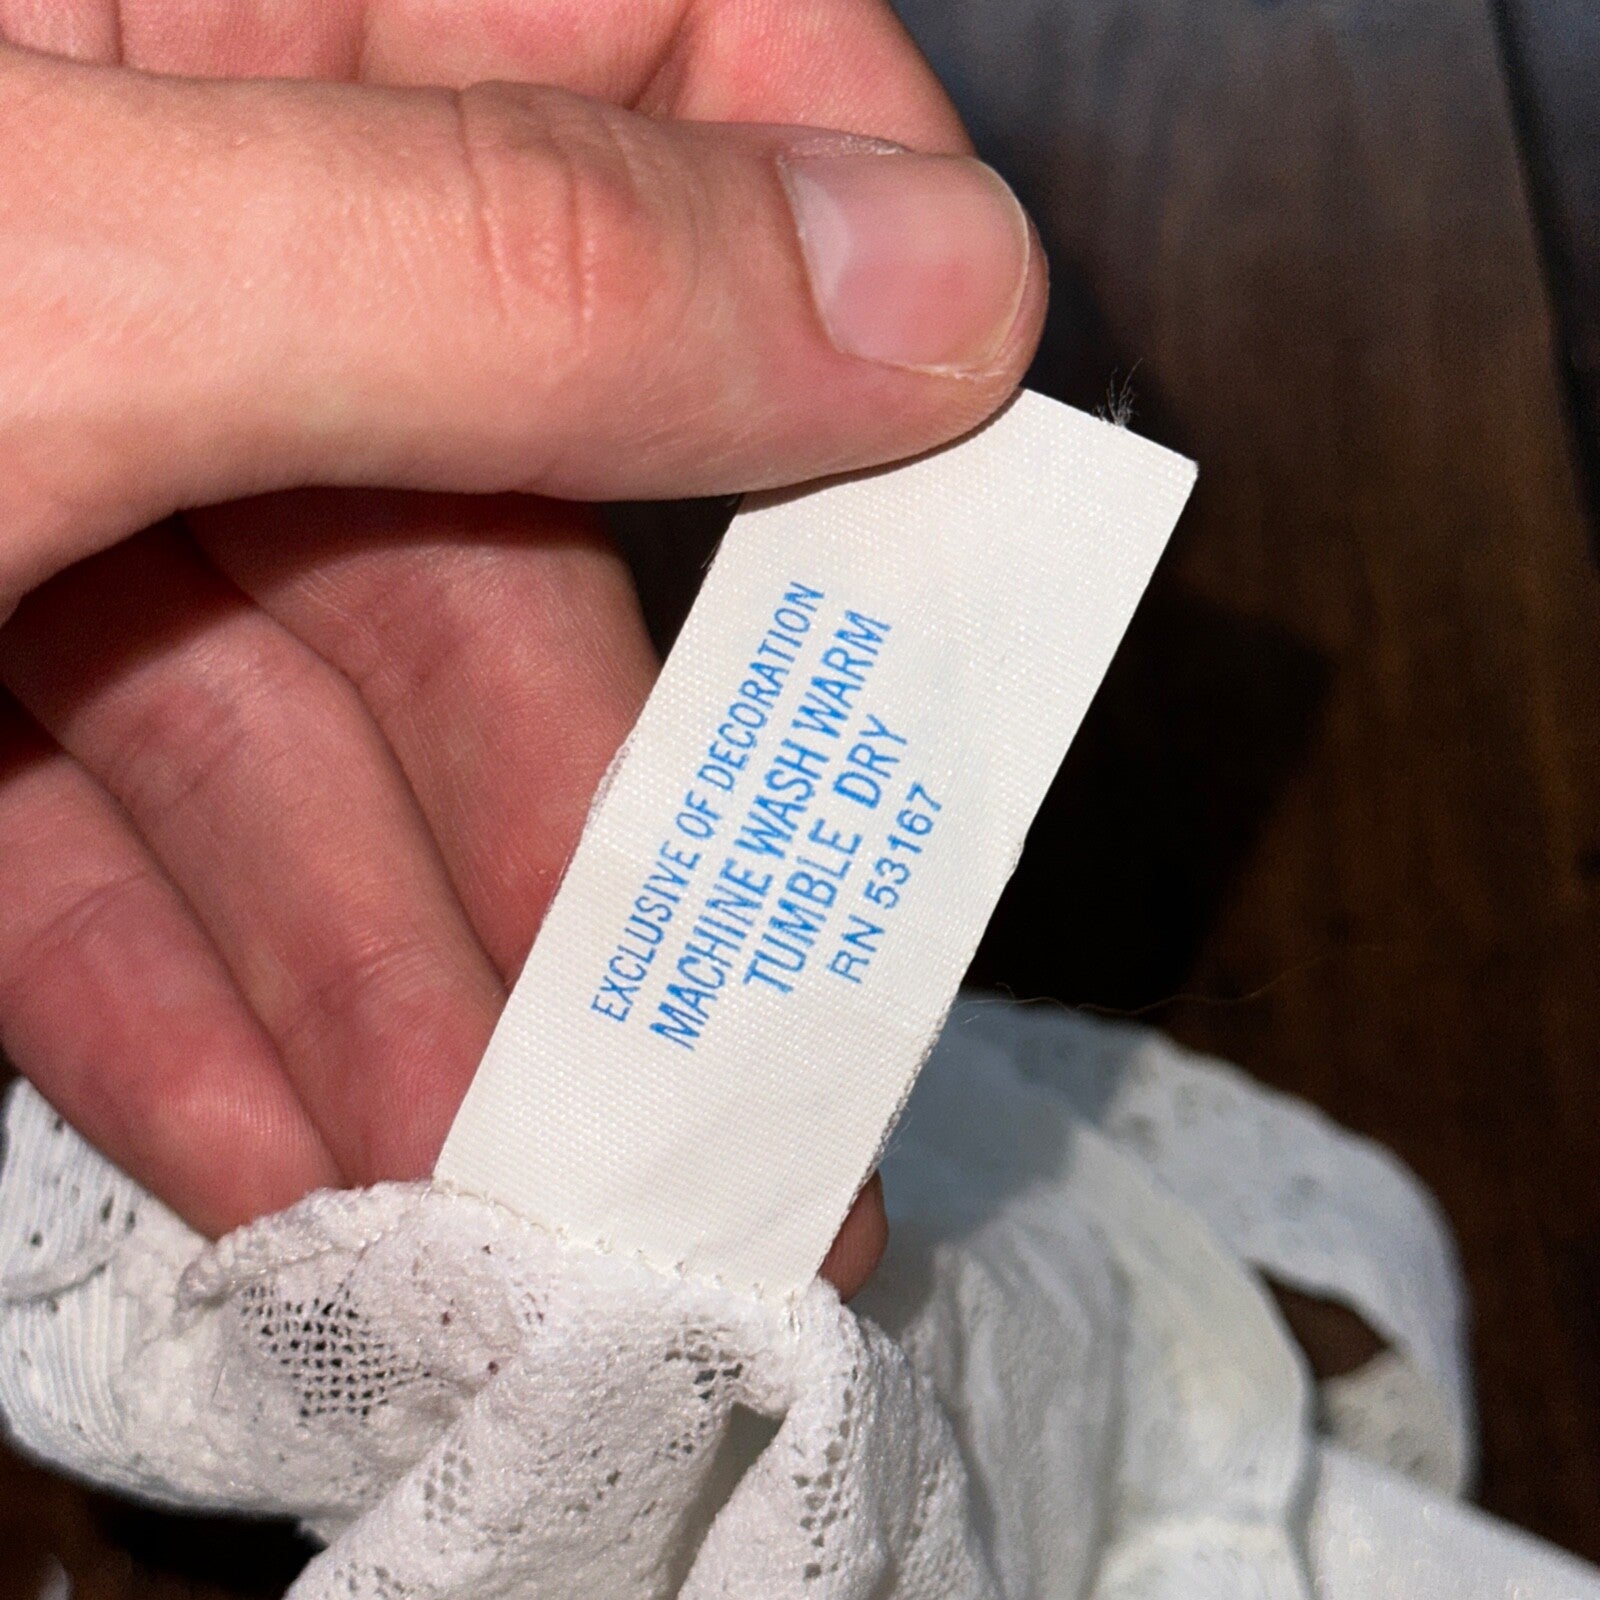 EXCLUSIVE OF DECORATION
MACHINE WASH WARM
TUMBLE DRY
RN 53167